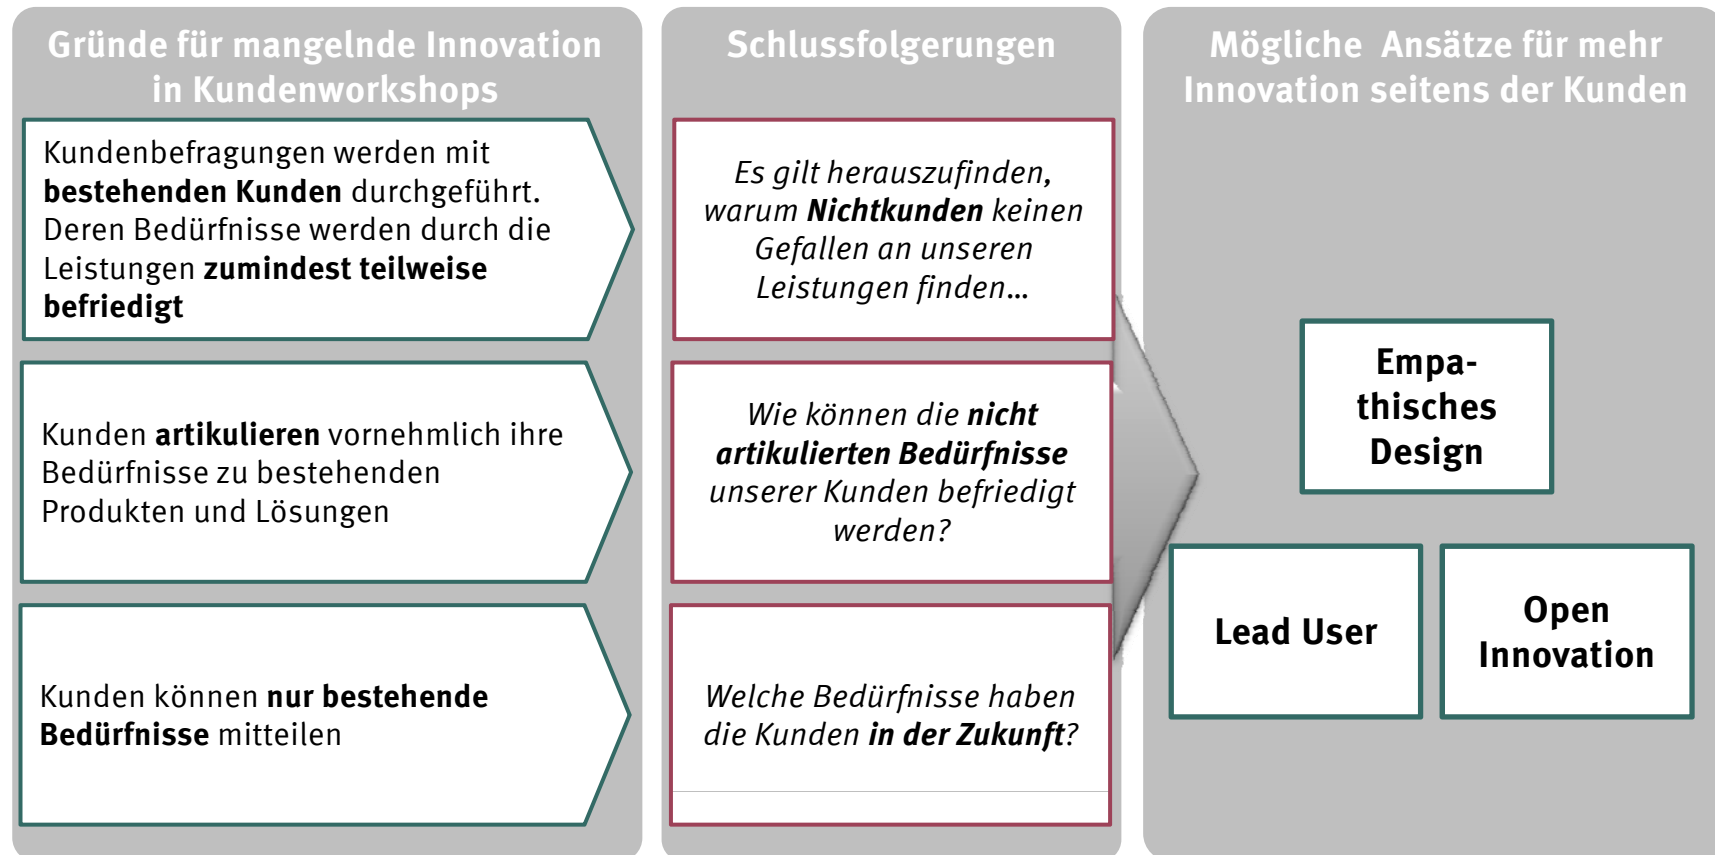 Gründe für mangelnde Innovation
in Kundenworkshops
Kundenbefragungen werden mit
bestehenden Kunden durchgeführt.
Deren Bedürfnisse werden durch die
Leistungen zumindest teilweise
befriedigt
Kunden artikulieren vornehmlich ihre
Bedürfnisse zu bestehenden
Produkten und Lösungen
Kunden können nur bestehende
Bedürfnisse mitteilen
Schlussfolgerungen
Es gilt herauszufinden,
warum Nichtkunden keinen
Gefallen an unseren
Leistungen finden…
Wie können die nicht
artikulierten Bedürfnisse
unserer Kunden befriedigt
werden?
Welche Bedürfnisse haben
die Kunden in der Zukunft?
Mögliche Ansätze für mehr
Innovation seitens der Kunden
Empa-
thisches
Design
Lead User
Open
Innovation